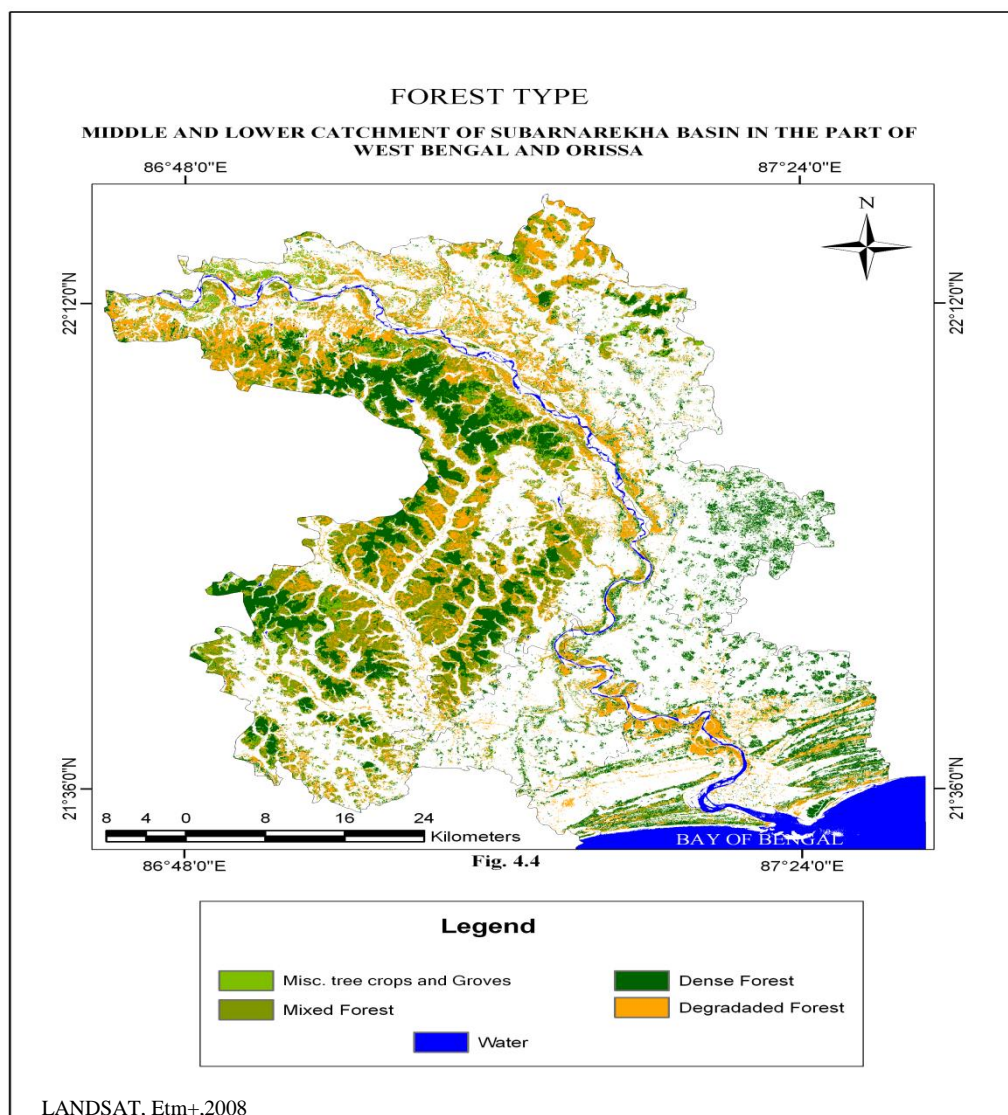 FOREST TYPE
MIDDLE AND LOWER CATCHMENT OF SUBARNAREKHA BASIN IN THE PART OF
WEST BENGAL AND ORISSA
86°48'0"E 87°24'0"E
N
22°12'0"N 22°12'0"N
21°36'0"N 21°36'0"N
8 4 0 8 16 24
Kilometers
BAY OF BENGAL
86°48'0"E Fig. 4.4 87°24'0"E
Legend
Misc. tree crops and Groves Dense Forest
Mixed Forest Degradaded Forest
Water
LANDSAT, Etm+,2008